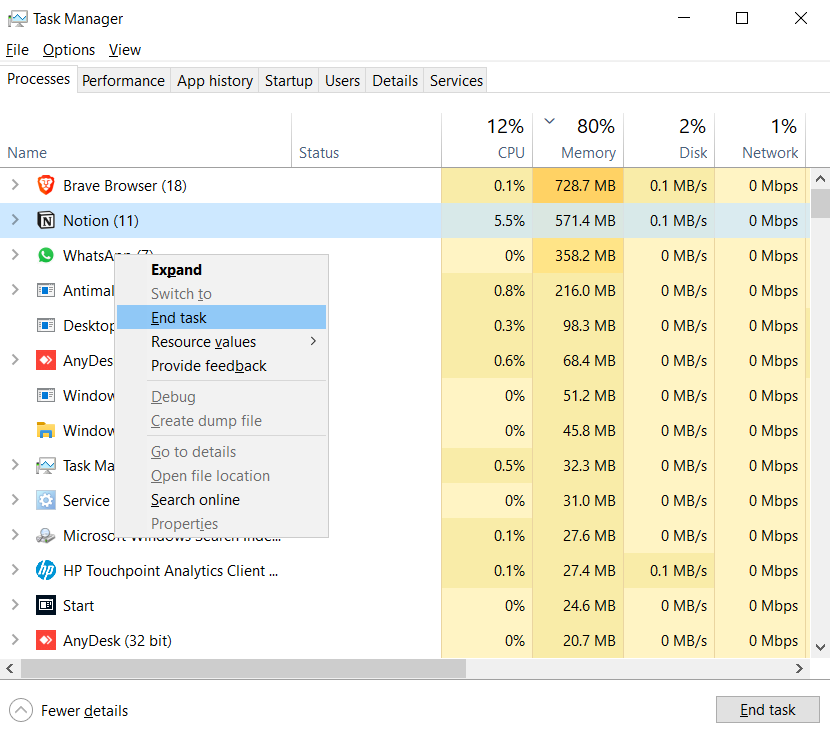 Task Manager
File Options View
Processes Performance App history Startup Users Details Services
12% 80% 2% 1%
Name Status CPU Memory Disk Network
Brave Browser (18) 0.1% 728.7 MB 0.1 MB/s 0 Mbps
Notion (11) 5.5% 571.4 MB 0.1 MB/s 0 Mbps
WhatsApp (7) 0% 358.2 MB 0 MB/s 0 Mbps
Antimal 0.8% 216.0 MB 0 MB/s 0 Mbps
Desktop 0.3% 98.3 MB 0 MB/s 0 Mbps
AnyDes 0.6% 68.4 MB 0 MB/s 0 Mbps
Window 0% 51.2 MB 0 MB/s 0 Mbps
Window 0% 45.8 MB 0 MB/s 0 Mbps
Task Ma 0.5% 32.3 MB 0 MB/s 0 Mbps
Service 0% 31.0 MB 0 MB/s 0 Mbps
Microsoft Windows Search Inde... 0.1% 27.6 MB 0 MB/s 0 Mbps
HP Touchpoint Analytics Client ... 0.1% 27.4 MB 0.1 MB/s 0 Mbps
Start 0% 24.6 MB 0 MB/s 0 Mbps
AnyDesk (32 bit) 0% 20.7 MB 0 MB/s 0 Mbps
Expand
Switch to
End task
Resource values
Provide feedback
Debug
Create dump file
Go to details
Open file location
Search online
Properties
Fewer details
End task